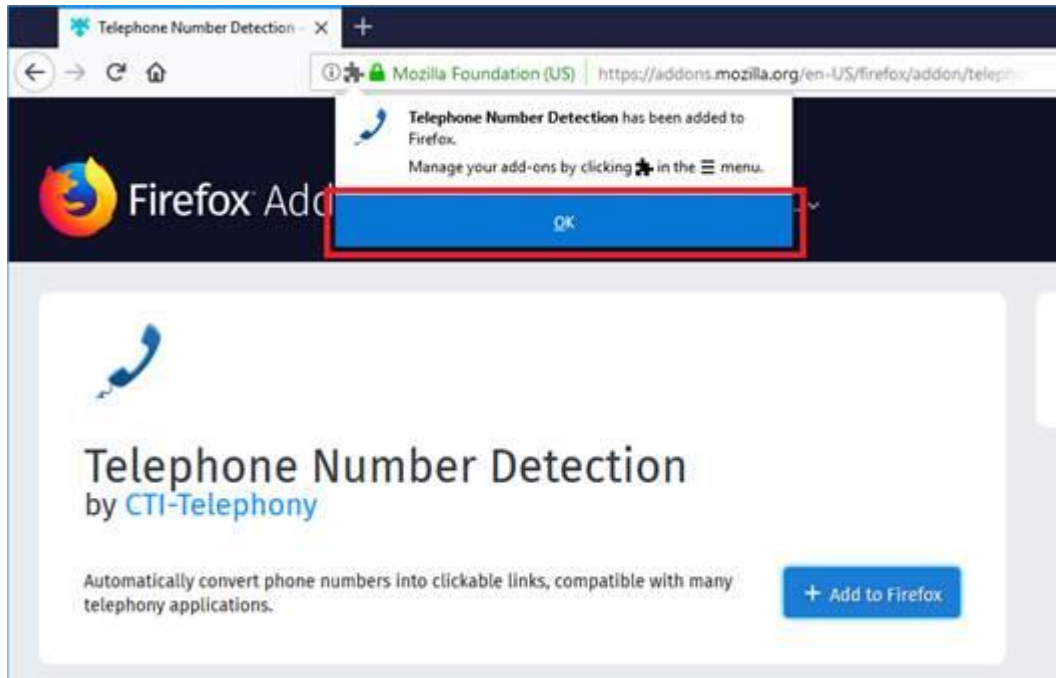 Telephone Number Detection -
Mozilla Foundation (US) https://addons.mozilla.org/en-US/firefox/addon/teleph
Telephone Number Detection has been added to
Firefox.
Manage your add-ons by clicking in the menu.
Firefox Add
OK
Telephone Number Detection
by CTI-Telephony
Automatically convert phone numbers into clickable links, compatible with many
telephony applications.
+ Add to Firefox